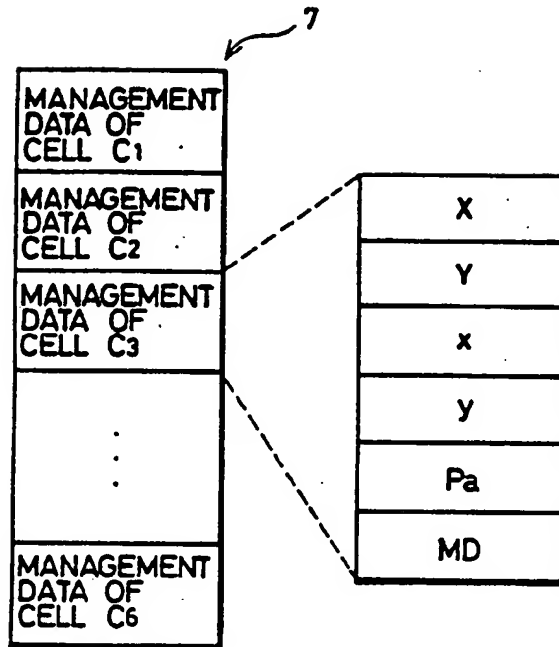 7
MANAGEMENT
DATA OF
CELL C1
MANAGEMENT
DATA OF
CELL C2
MANAGEMENT
DATA OF
CELL C3
MANAGEMENT
DATA OF
CELL C6
X
Y
x
y
Pa
MD